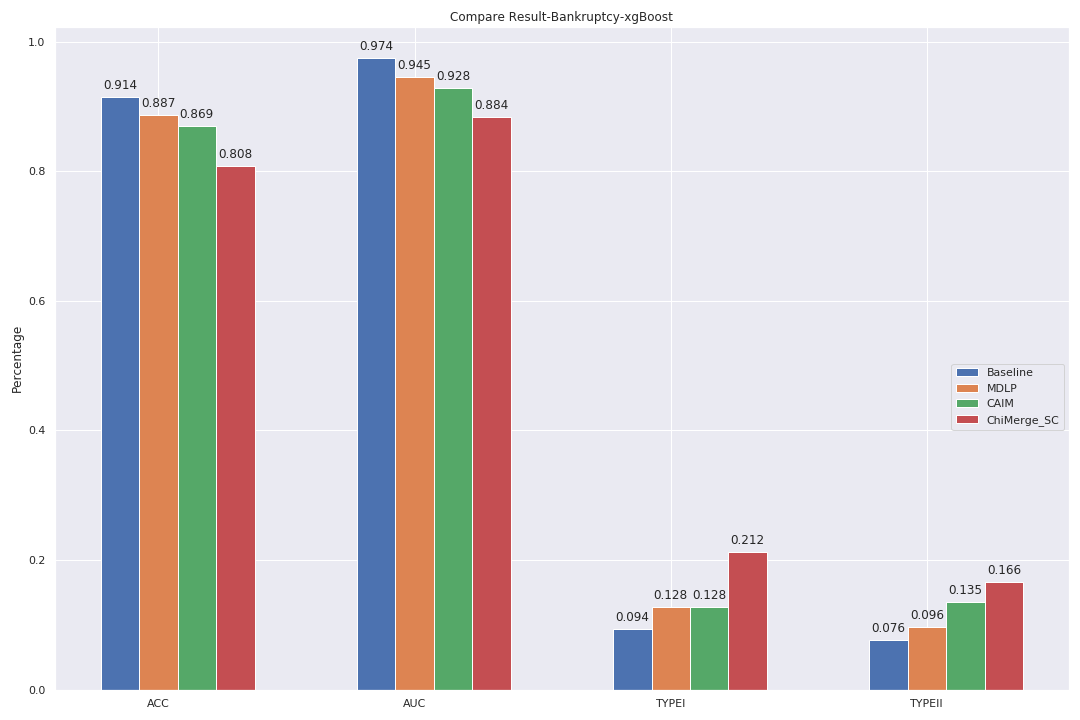 Compare Result-Bankruptcy-xgBoost
Percentage
1.0
0.8
0.6
0.4
0.2
0.0
0.914
0.887
0.869
0.808
0.974
0.945
0.928
0.884
0.094
0.128
0.128
0.212
0.076
0.096
0.135
0.166
Baseline
MDLP
CAIM
ChiMerge_SC
ACC
AUC
TYPEI
TYPEII